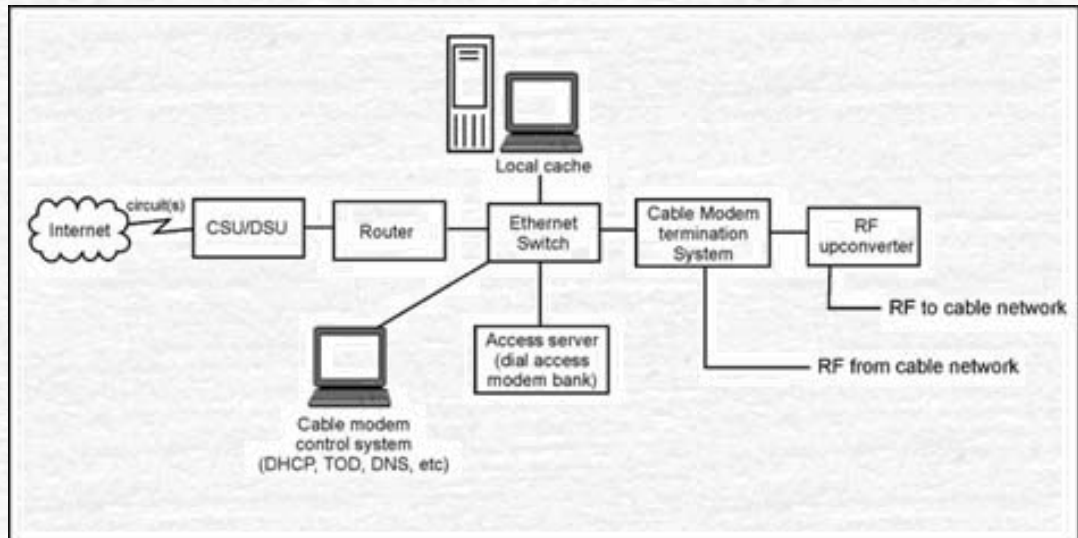 Local cache
circuit(s)
Internet
CSU/DSU
Router
Ethernet
Switch
Cable Modem
termination
System
RF
upconverter
RF to cable network
RF from cable network
Access server
(dial access
modem bank)
Cable modem
control system
(DHCP, TOD, DNS, etc)